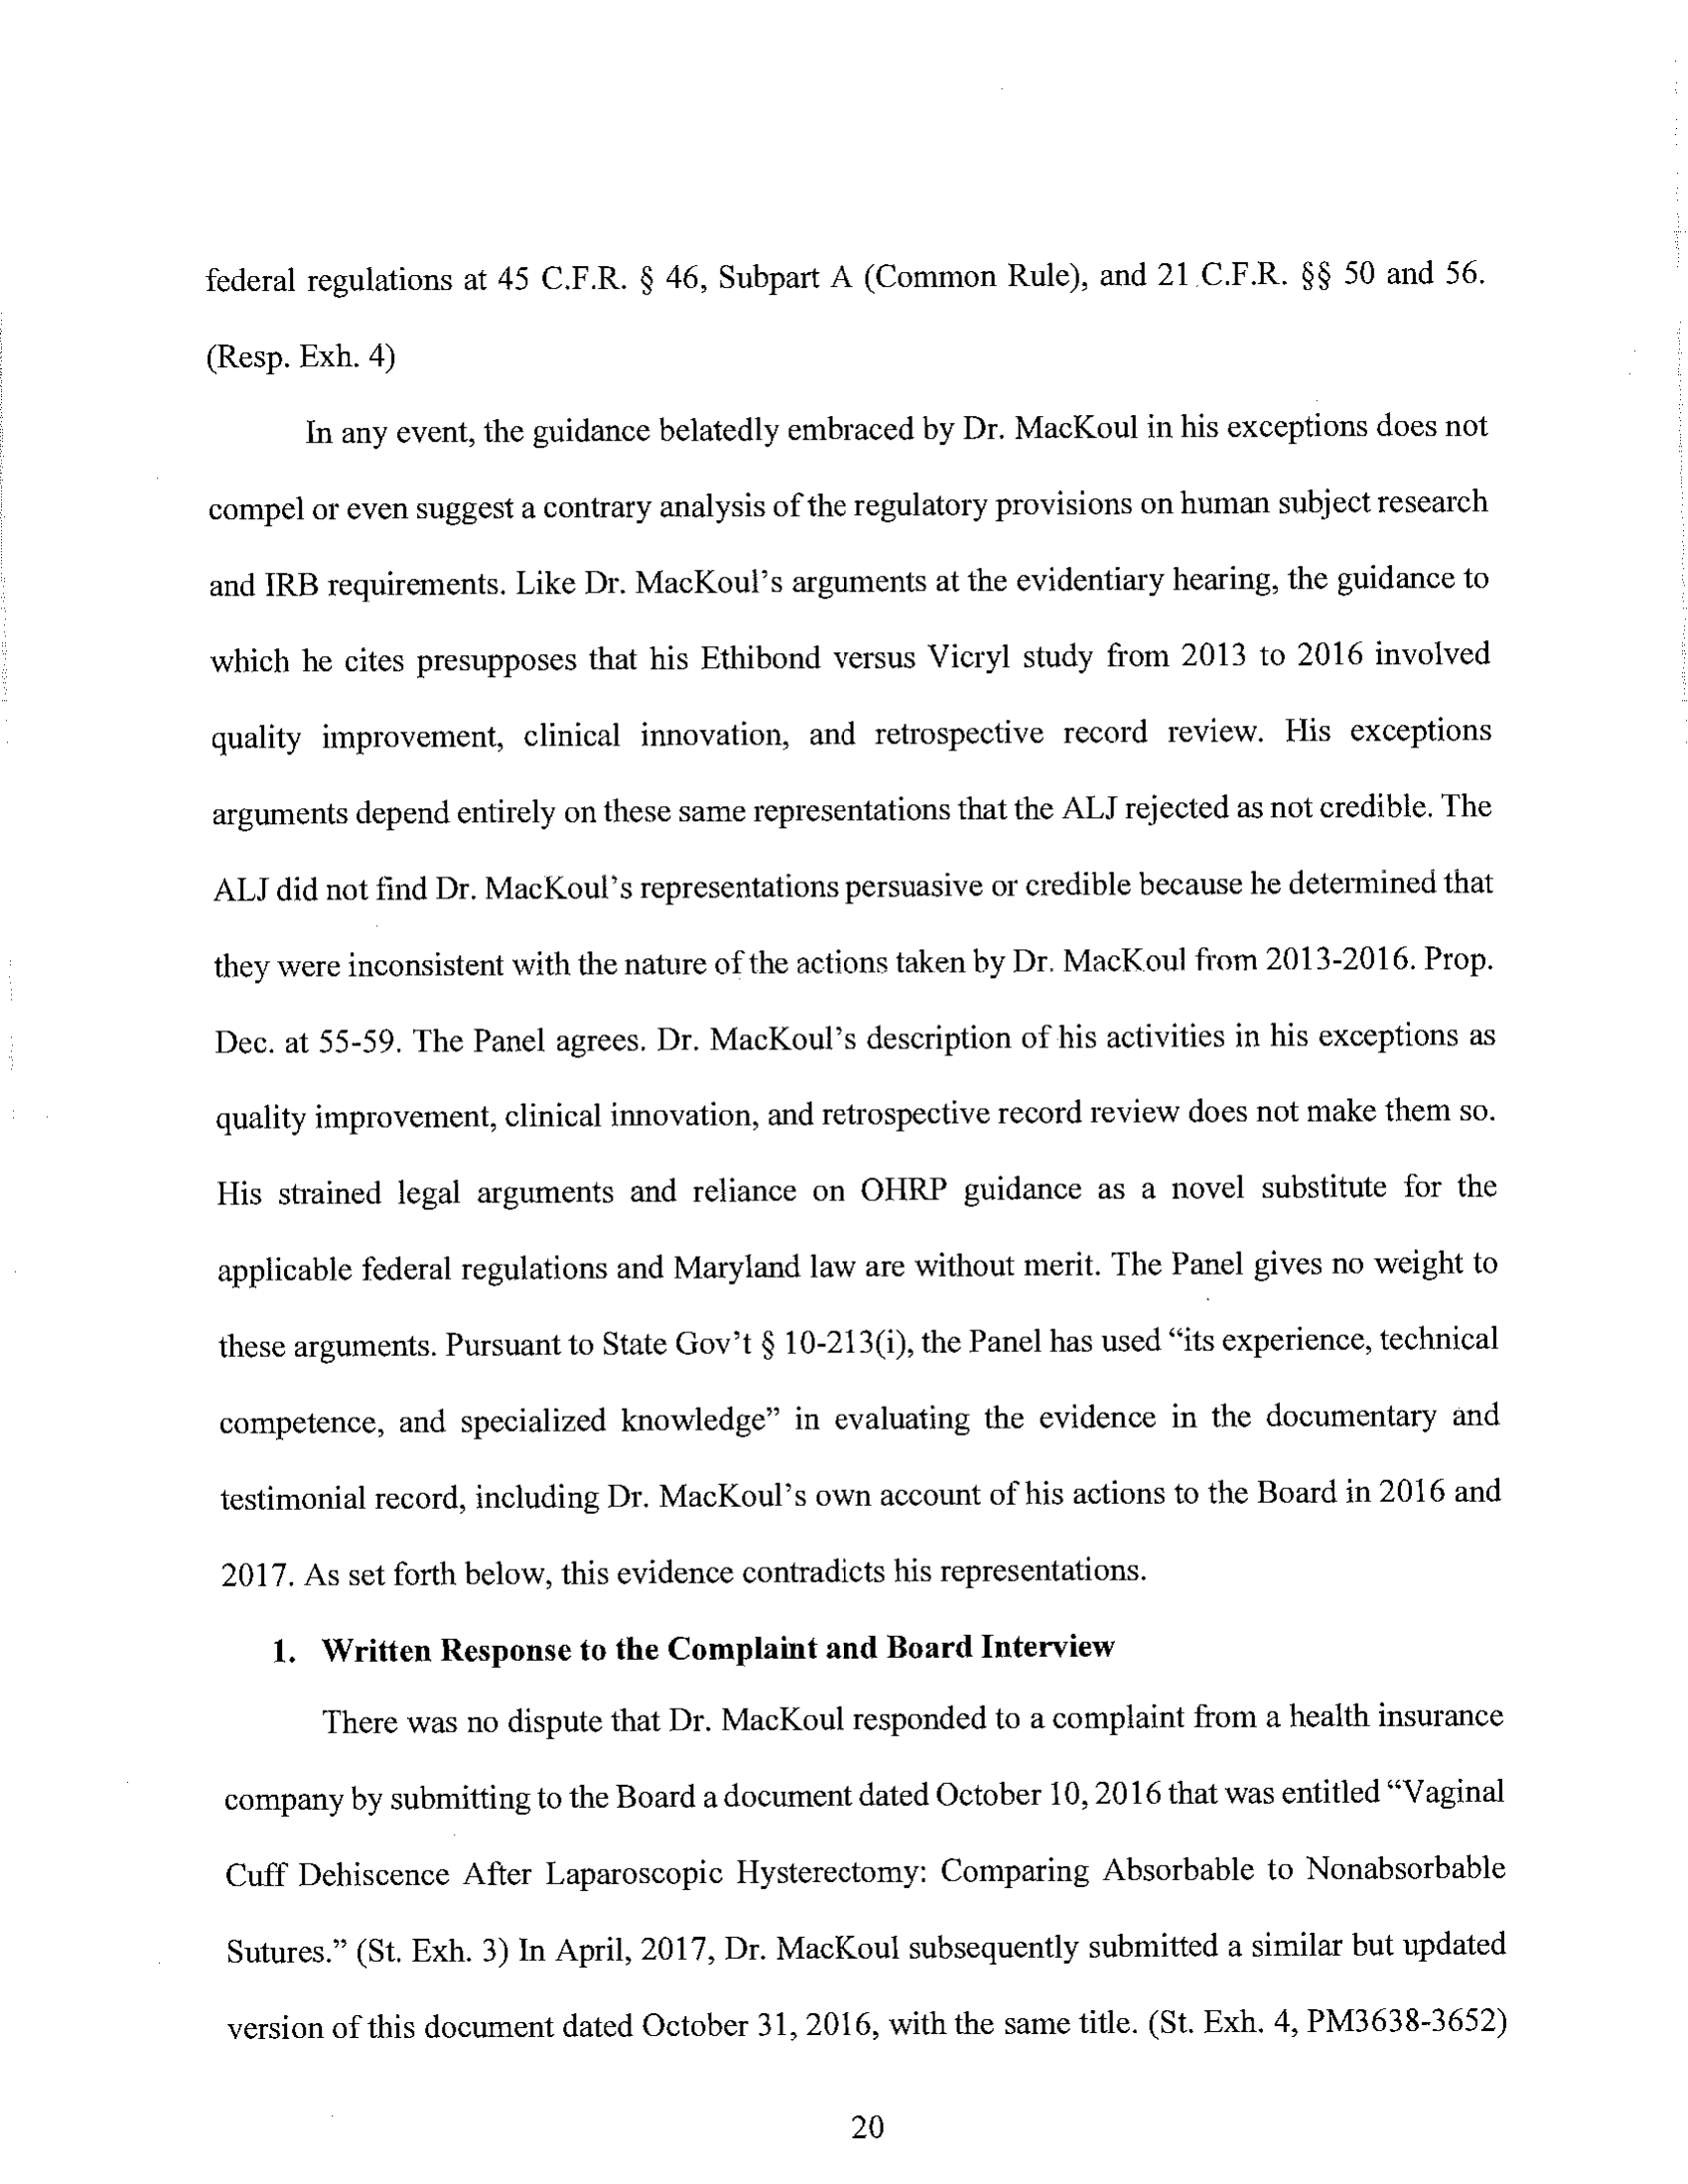 federal regulations at 45 C.F.R. § 46, Subpart A (Common Rule), and 21 C.F.R. §§ 50 and 56.
(Resp. Exh. 4)
In any event, the guidance belatedly embraced by Dr. MacKoul in his exceptions does not
compel or even suggest a contrary analysis of the regulatory provisions on human subject research
and IRB requirements. Like Dr. MacKoul's arguments at the evidentiary hearing, the guidance to
which he cites presupposes that his Ethibond versus Vicryl study from 2013 to 2016 involved
quality improvement, clinical innovation, and retrospective record review. His exceptions
arguments depend entirely on these same representations that the ALJ rejected as not credible. The
ALJ did not find Dr. MacKoul's representations persuasive or credible because he determined that
they were inconsistent with the nature of the actions taken by Dr. MacKoul from 2013-2016. Prop.
Dec. at 55-59. The Panel agrees. Dr. MacKoul's description of his activities in his exceptions as
quality improvement, clinical innovation, and retrospective record review does not make them so.
His strained legal arguments and reliance on OHRP guidance as a novel substitute for the
applicable federal regulations and Maryland law are without merit. The Panel gives no weight to
these arguments. Pursuant to State Gov't § 10-213(i), the Panel has used “its experience, technical
competence, and specialized knowledge” in evaluating the evidence in the documentary and
testimonial record, including Dr. MacKoul's own account of his actions to the Board in 2016 and
2017. As set forth below, this evidence contradicts his representations.
1. Written Response to the Complaint and Board Interview
There was no dispute that Dr. MacKoul responded to a complaint from a health insurance
company by submitting to the Board a document dated October 10, 2016 that was entitled “Vaginal
Cuff Dehiscence After Laparoscopic Hysterectomy: Comparing Absorbable to Nonabsorbable
Sutures.” (St. Exh. 3) In April, 2017, Dr. MacKoul subsequently submitted a similar but updated
version of this document dated October 31, 2016, with the same title. (St. Exh. 4, PM3638-3652)
20